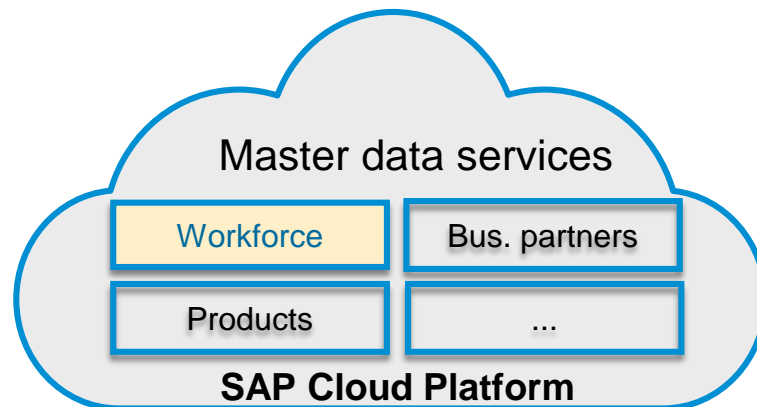 Master data services
Workforce Bus. partners
Products ...
SAP Cloud Platform